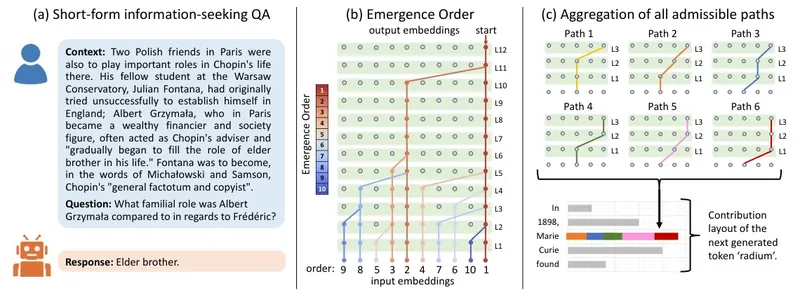 (a) Short-form information-seeking QA
Context: Two Polish friends in Paris were
also to play important roles in Chopin's life
there. His fellow student at the Warsaw
Conservatory, Julian Fontana, had originally
tried unsuccessfully to establish himself in
England; Albert Grzymała, who in Paris
became a wealthy financier and society
figure, often acted as Chopin's adviser and
"gradually began to fill the role of elder
brother in his life." Fontana was to become,
in the words of Michałowski and Samson,
Chopin's "general factotum and copyist".
Question: What familial role was Albert
Grzymała compared to in regards to Frédéric?
Response: Elder brother.
(b) Emergence Order
output embeddings
start
L12
L11
L10
L9
L8
L7
L6
L5
L4
L3
L2
L1
Emergence Order
1
2
3
4
5
6
7
8
9
10
order: 9 8 5 3 2 4 7 6 10 1
input embeddings
(c) Aggregation of all admissible paths
Path 1 Path 2 Path 3
L3 L3 L3
L2 L2 L2
L1 L1 L1
Path 4 Path 5 Path 6
L3 L3 L3
L2 L2 L2
L1 L1 L1
In
1898,
Marie
Curie
found
Contribution
layout of the
next generated
token 'radium'.